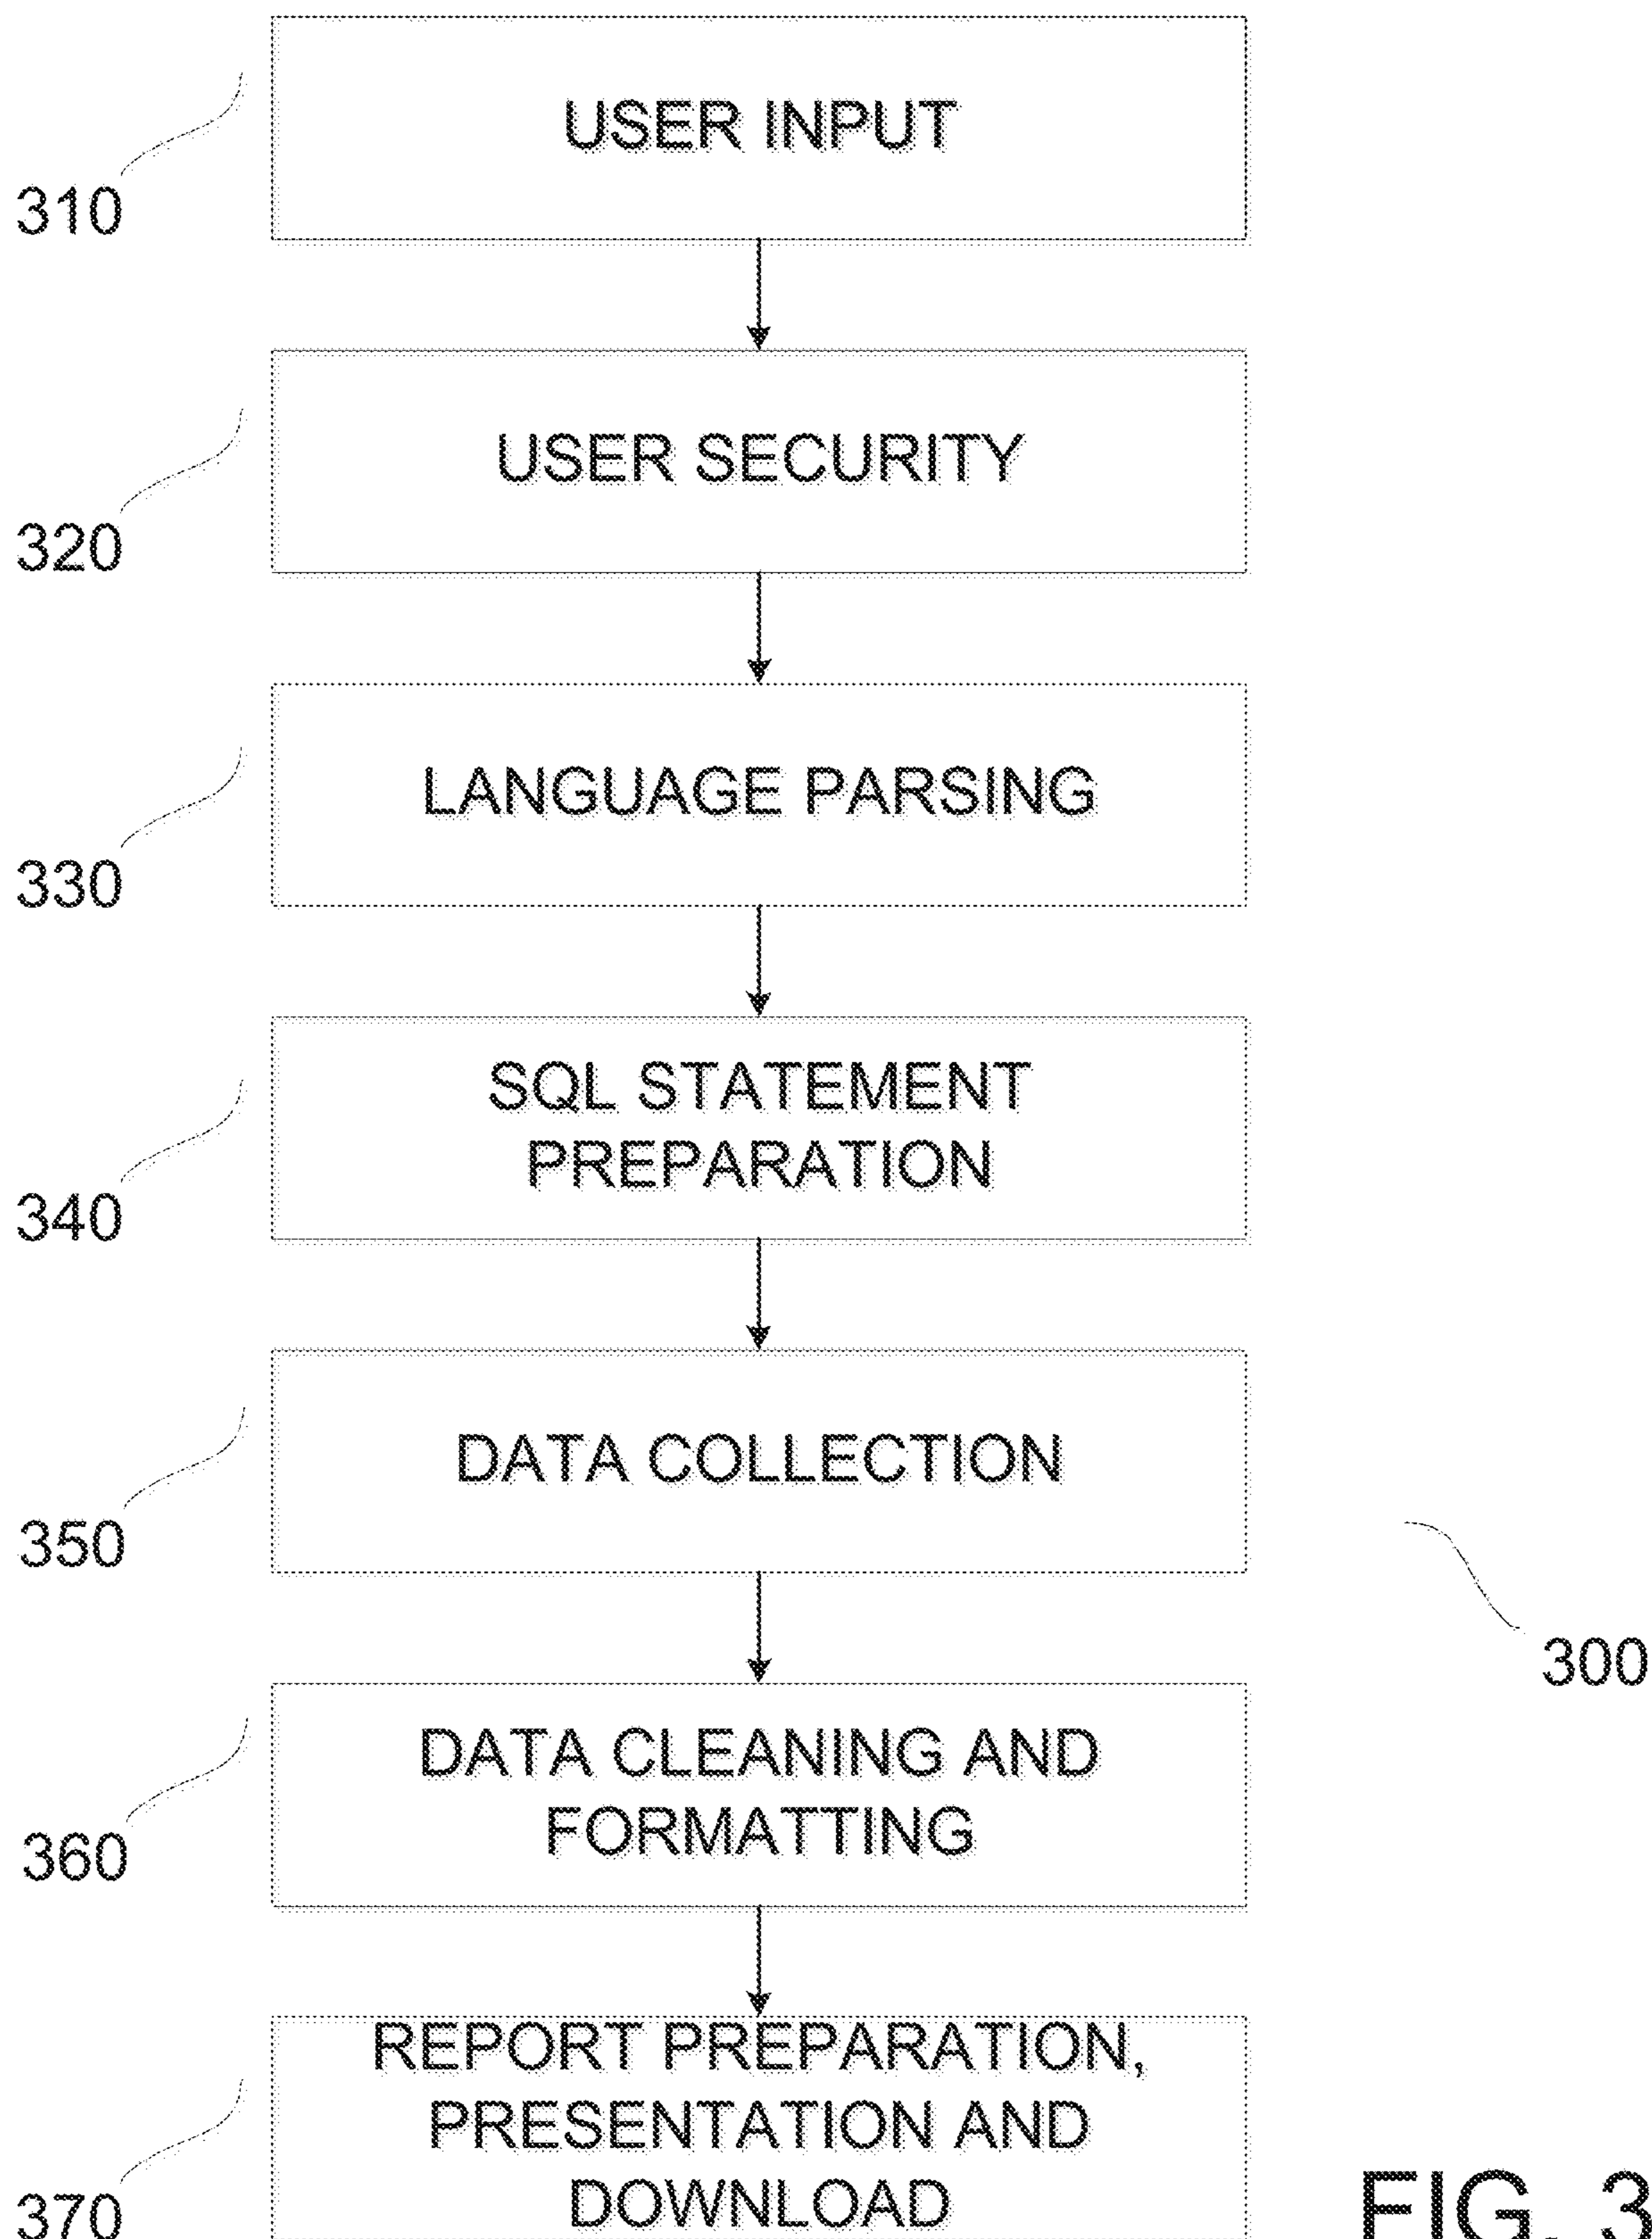 USER INPUT
310
USER SECURITY
320
LANGUAGE PARSING
330
SQL STATEMENT
PREPARATION
340
DATA COLLECTION
350
300
DATA CLEANING AND
FORMATTING
360
REPORT PREPARATION,
PRESENTATION AND
DOWNLOAD
370
FIG. 3